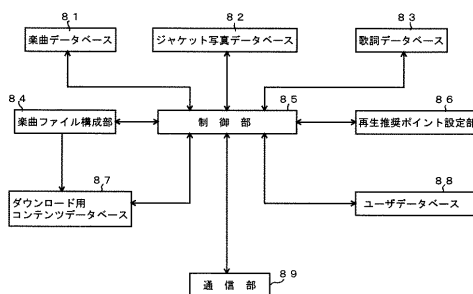 81
楽曲データベース
82
ジャケット写真データベース
83
歌詞データベース
84
楽曲ファイル構成部
85
制御部
86
再生推奨ポイント設定部
87
ダウンロード用
コンテンツデータベース
88
ユーザデータベース
89
通信部